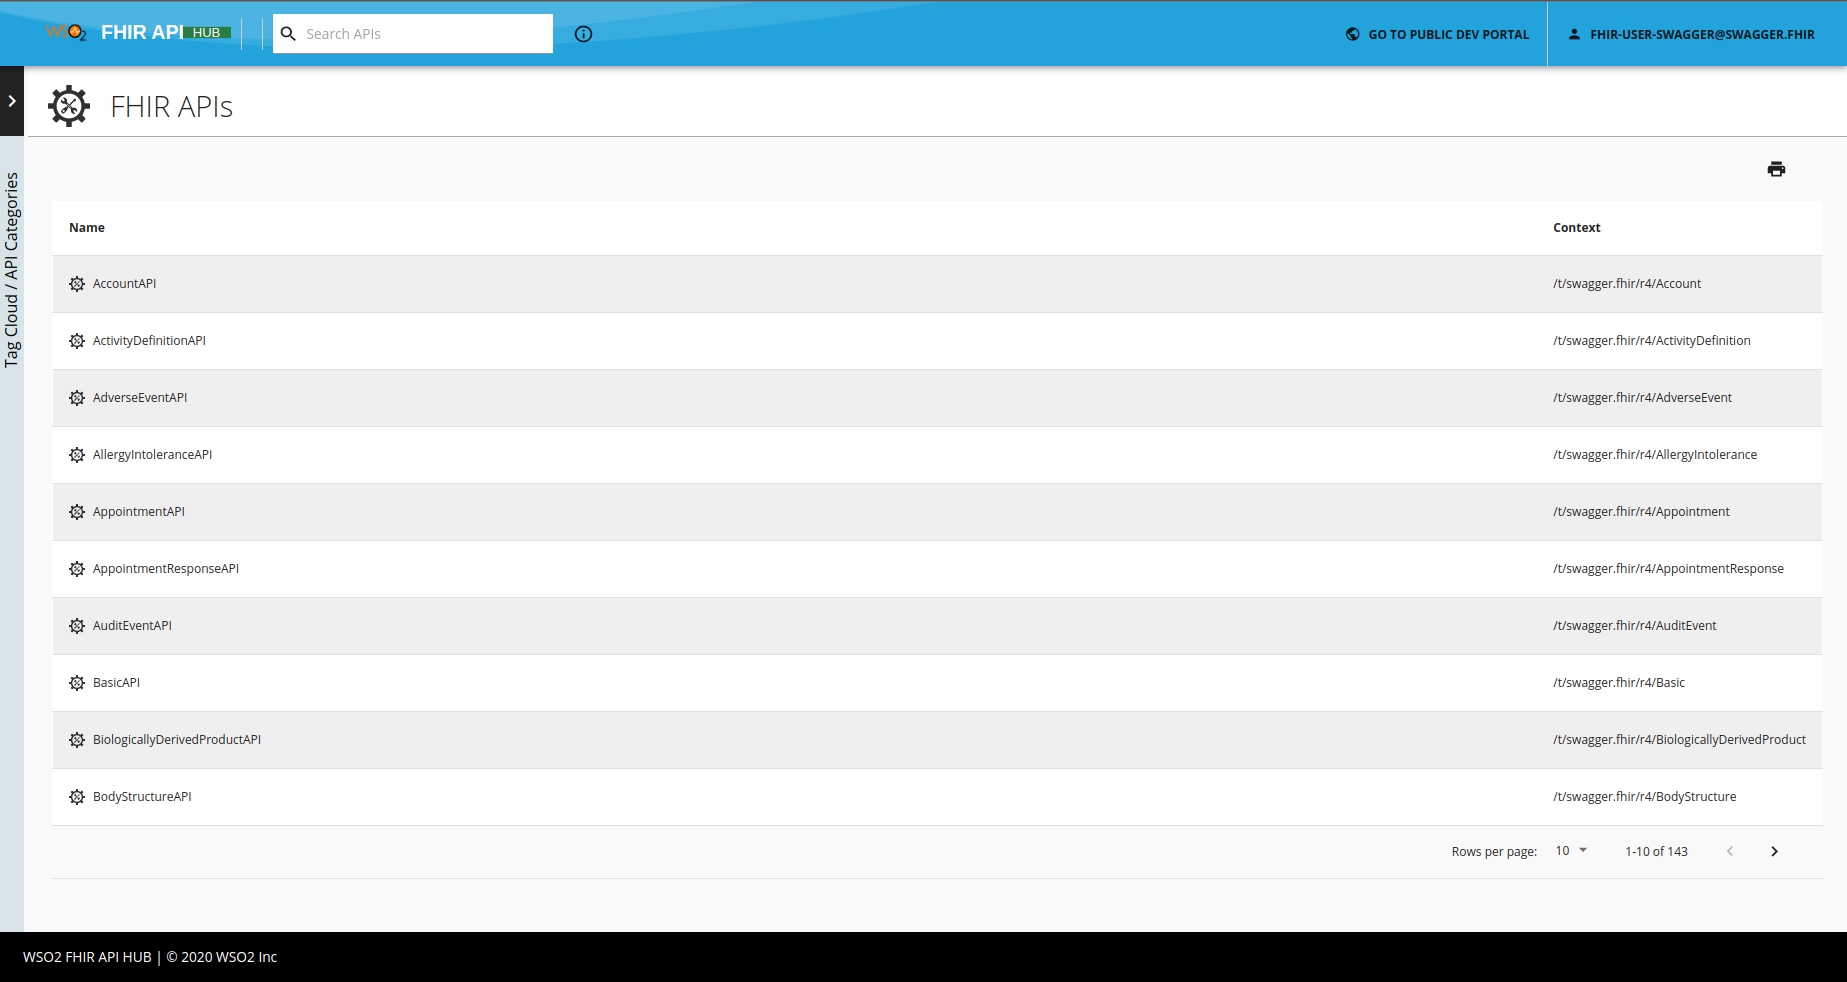 WSO2 FHIR API HUB
Search APIs
GO TO PUBLIC DEV PORTAL
FHIR-USER-SWAGGER@SWAGGER.FHIR
FHIR APIs
Tag Cloud / API Categories
Name Context
AccountAPI /t/swagger.fhir/r4/Account
ActivityDefinitionAPI /t/swagger.fhir/r4/ActivityDefinition
AdverseEventAPI /t/swagger.fhir/r4/AdverseEvent
AllergyIntoleranceAPI /t/swagger.fhir/r4/AllergyIntolerance
AppointmentAPI /t/swagger.fhir/r4/Appointment
AppointmentResponseAPI /t/swagger.fhir/r4/AppointmentResponse
AuditEventAPI /t/swagger.fhir/r4/AuditEvent
BasicAPI /t/swagger.fhir/r4/Basic
BiologicallyDerivedProductAPI /t/swagger.fhir/r4/BiologicallyDerivedProduct
BodyStructureAPI /t/swagger.fhir/r4/BodyStructure
Rows per page: 10 1-10 of 143
WSO2 FHIR API HUB | © 2020 WSO2 Inc